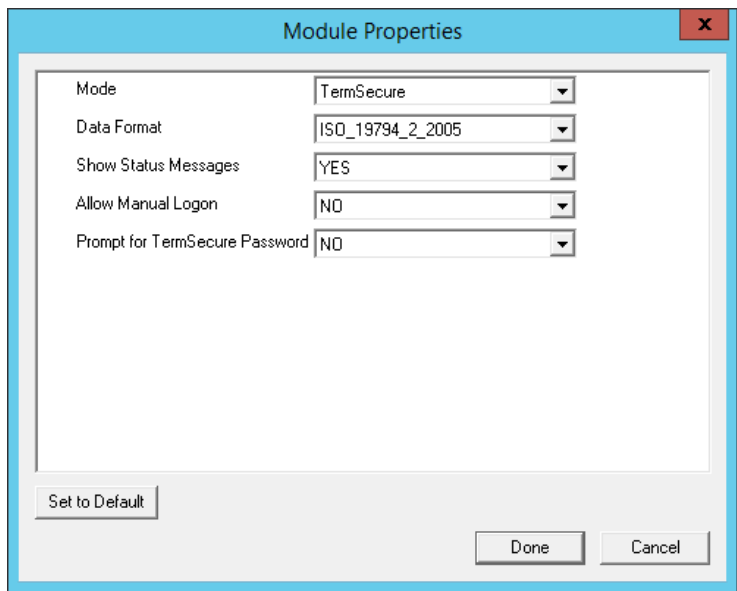 Module Properties
x
Mode TermSecure
Data Format ISO_19794_2_2005
Show Status Messages YES
Allow Manual Logon NO
Prompt for TermSecure Password NO
Set to Default
Done Cancel